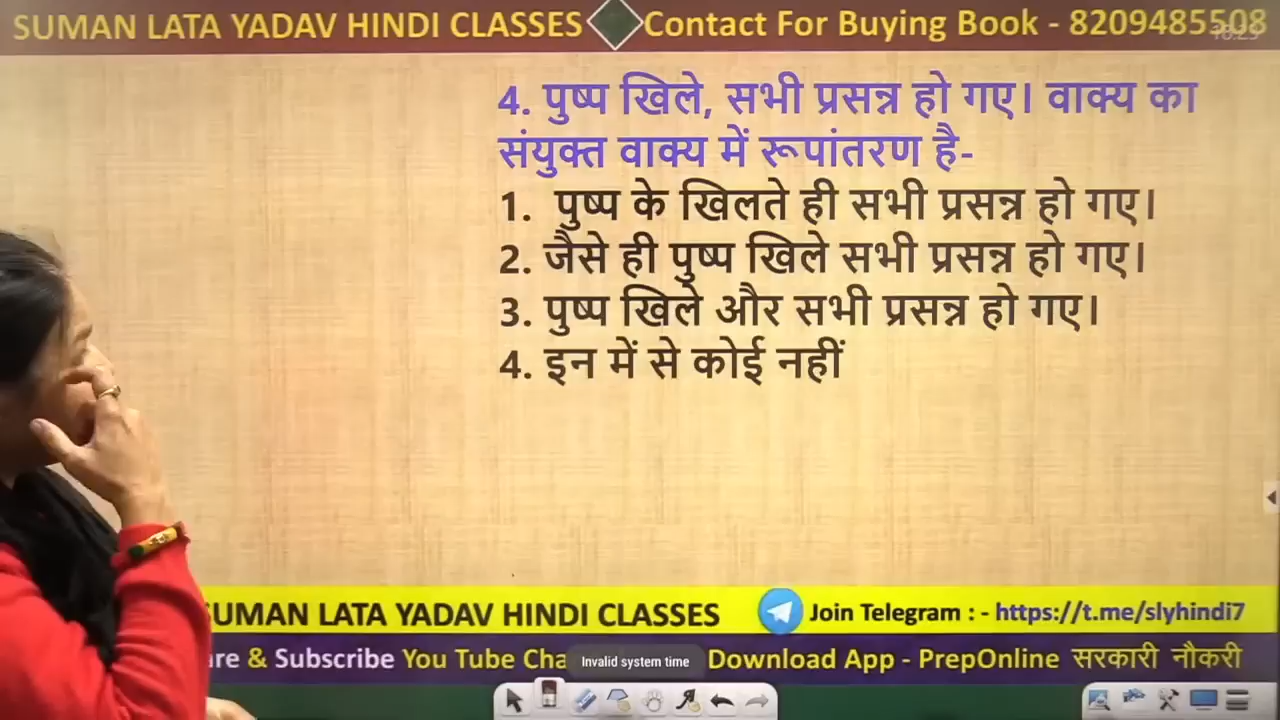 SUMAN LATA YADAV HINDI CLASSES Contact For Buying Book - 8209485508
4. पुष्प खिले, सभी प्रसन्न हो गए। वाक्य का
संयुक्त वाक्य में रूपांतरण है-
1. पुष्प के खिलते ही सभी प्रसन्न हो गए।
2. जैसे ही पुष्प खिले सभी प्रसन्न हो गए।
3. पुष्प खिले और सभी प्रसन्न हो गए।
4. इन में से कोई नहीं
SUMAN LATA YADAV HINDI CLASSES Join Telegram : - https://t.me/slyhindi7
& Subscribe You Tube Download App - PrepOnline सरकारी नौकरी
Invalid system time